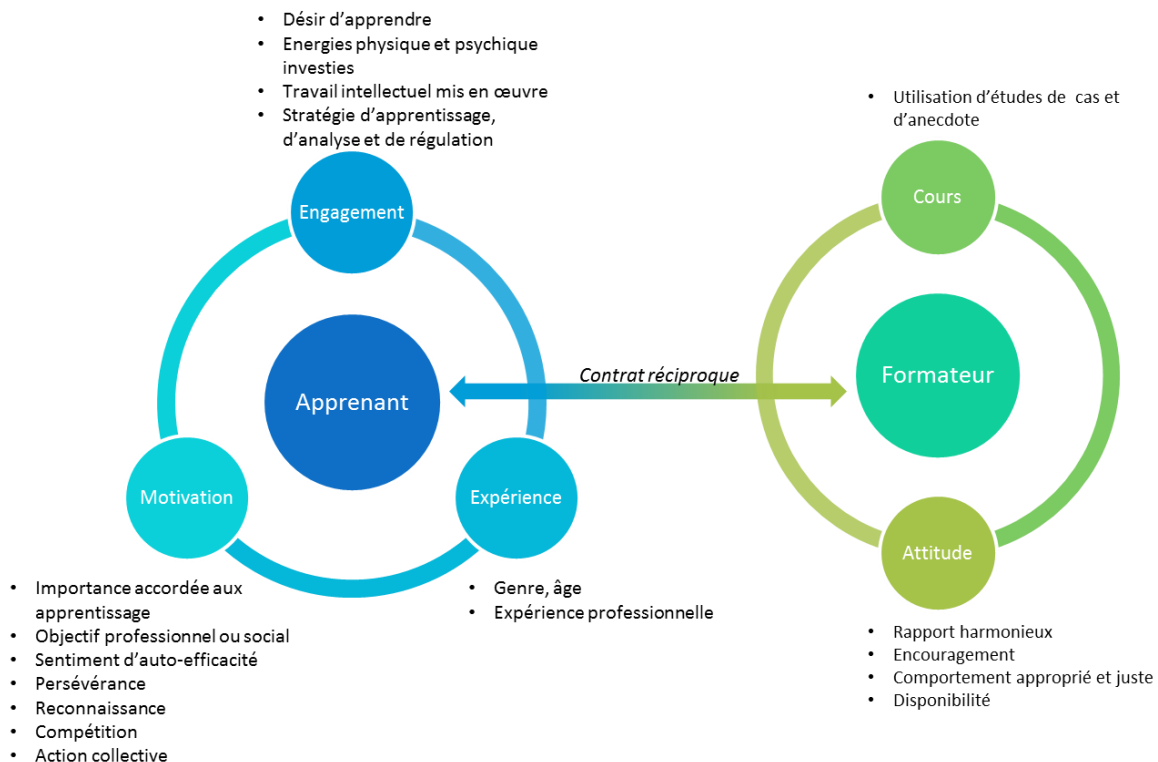 • Désir d’apprendre
• Energies physique et psychique
investies
• Travail intellectuel mis en œuvre
• Stratégie d’apprentissage,
d’analyse et de régulation
Engagement
Apprenant
Motivation
Expérience
• Importance accordée aux
apprentissage
• Objectif professionnel ou social
• Sentiment d’auto-efficacité
• Persévérance
• Reconnaissance
• Compétition
• Action collective
• Genre, âge
• Expérience professionnelle
Contrat réciproque
• Utilisation d’études de cas et
d’anecdote
Cours
Formateur
Attitude
• Rapport harmonieux
• Encouragement
• Comportement approprié et juste
• Disponibilité